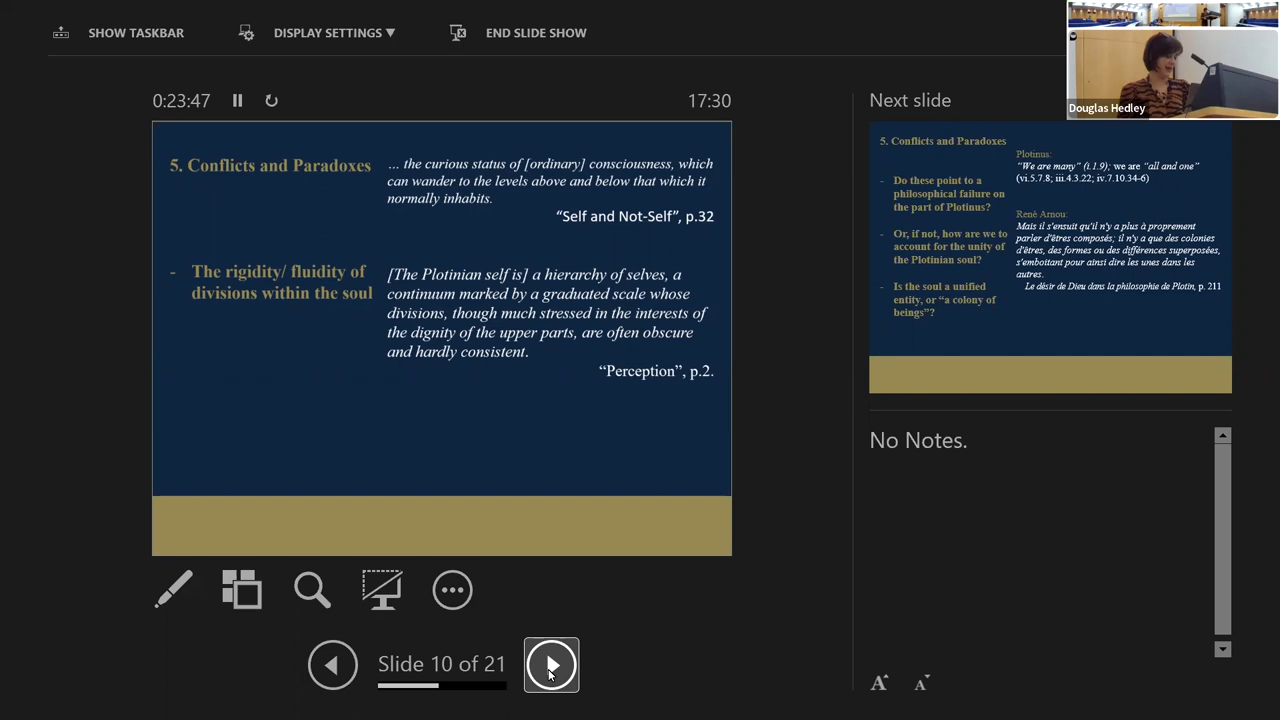 SHOW TASKBAR
DISPLAY SETTINGS ▼
END SLIDE SHOW
Douglas Hedley
0:23:47
17:30
Next slide
5. Conflicts and Paradoxes
… the curious status of [ordinary] consciousness, which
can wander to the levels above and below that which it
normally inhabits.
“Self and Not-Self”, p.32
- The rigidity/ fluidity of
divisions within the soul
[The Plotinian self is] a hierarchy of selves, a
continuum marked by a graduated scale whose
divisions, though much stressed in the interests of
the dignity of the upper parts, are often obscure
and hardly consistent.
“Perception”, p.2.
5. Conflicts and Paradoxes
- Do these point to a
philosophical failure on
the part of Plotinus?
- Or, if not, how are we to
account for the unity of
the Plotinian soul?
- Is the soul a unified
entity, or “a colony of
beings”?
Plotinus:
“We are many” (i.1.9); we are “all and one”
(vi.5.7.8; iii.4.3.22; iv.7.10.34-6)
René Arnou:
Mais il s'ensuit qu'il n'y a plus à proprement
parler d'êtres composés; il n'y a que des colonies
d'êtres, des formes ou des différences superposées,
s'emboitant pour ainsi dire les unes dans les
autres.
Le désir de Dieu dans la philosophie de Plotin, p. 211
No Notes.
Slide 10 of 21
A A